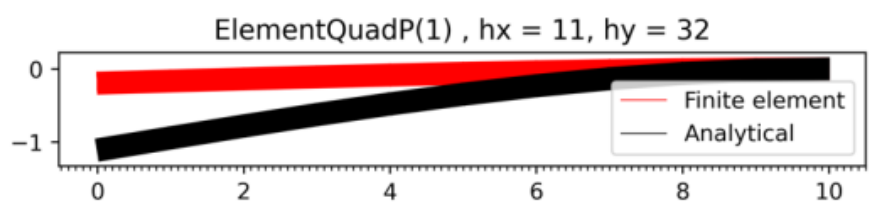 ElementQuadP(1) , hx = 11, hy = 32
0
−1
Finite element
Analytical
0 2 4 6 8 10